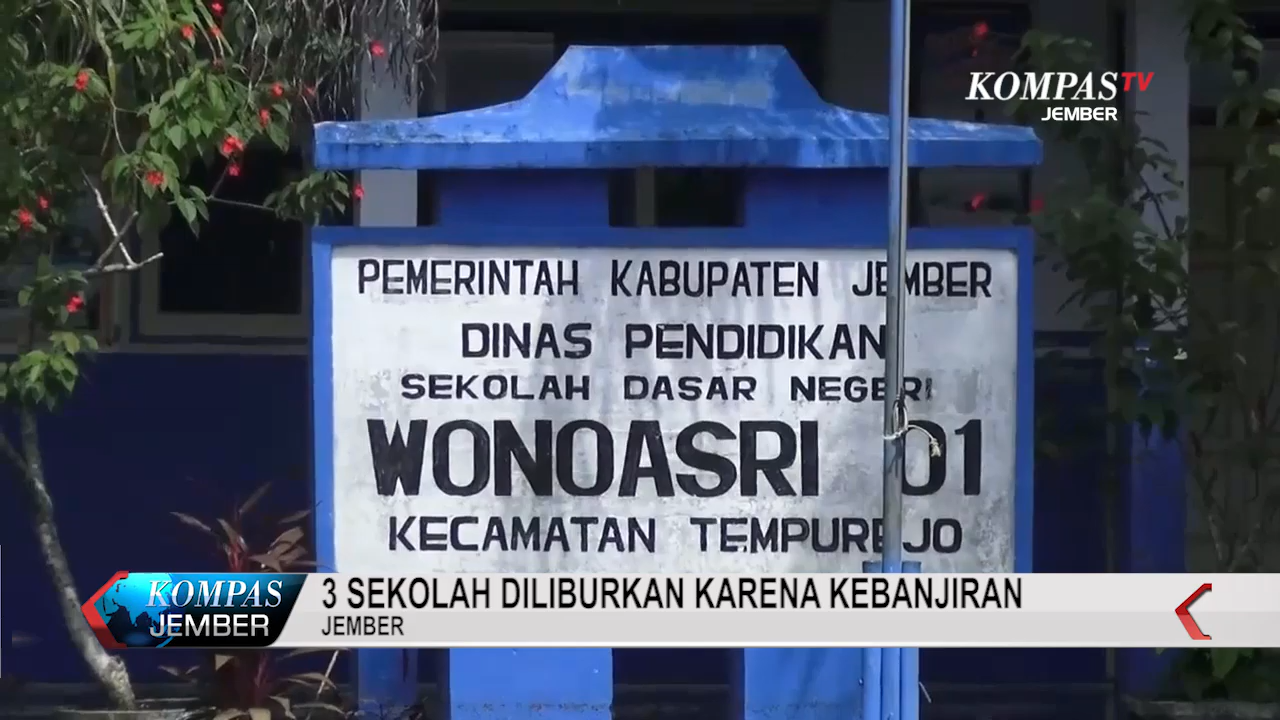 KOMPASTV
JEMBER
PEMERINTAH KABUPATEN JEMBER
DINAS PENDIDIKAN
SEKOLAH DASAR NEGERI
WONOASRI 01
KECAMATAN TEMPUREJO
KOMPAS
JEMBER
3 SEKOLAH DILIBURKAN KARENA KEBANJIRAN
JEMBER